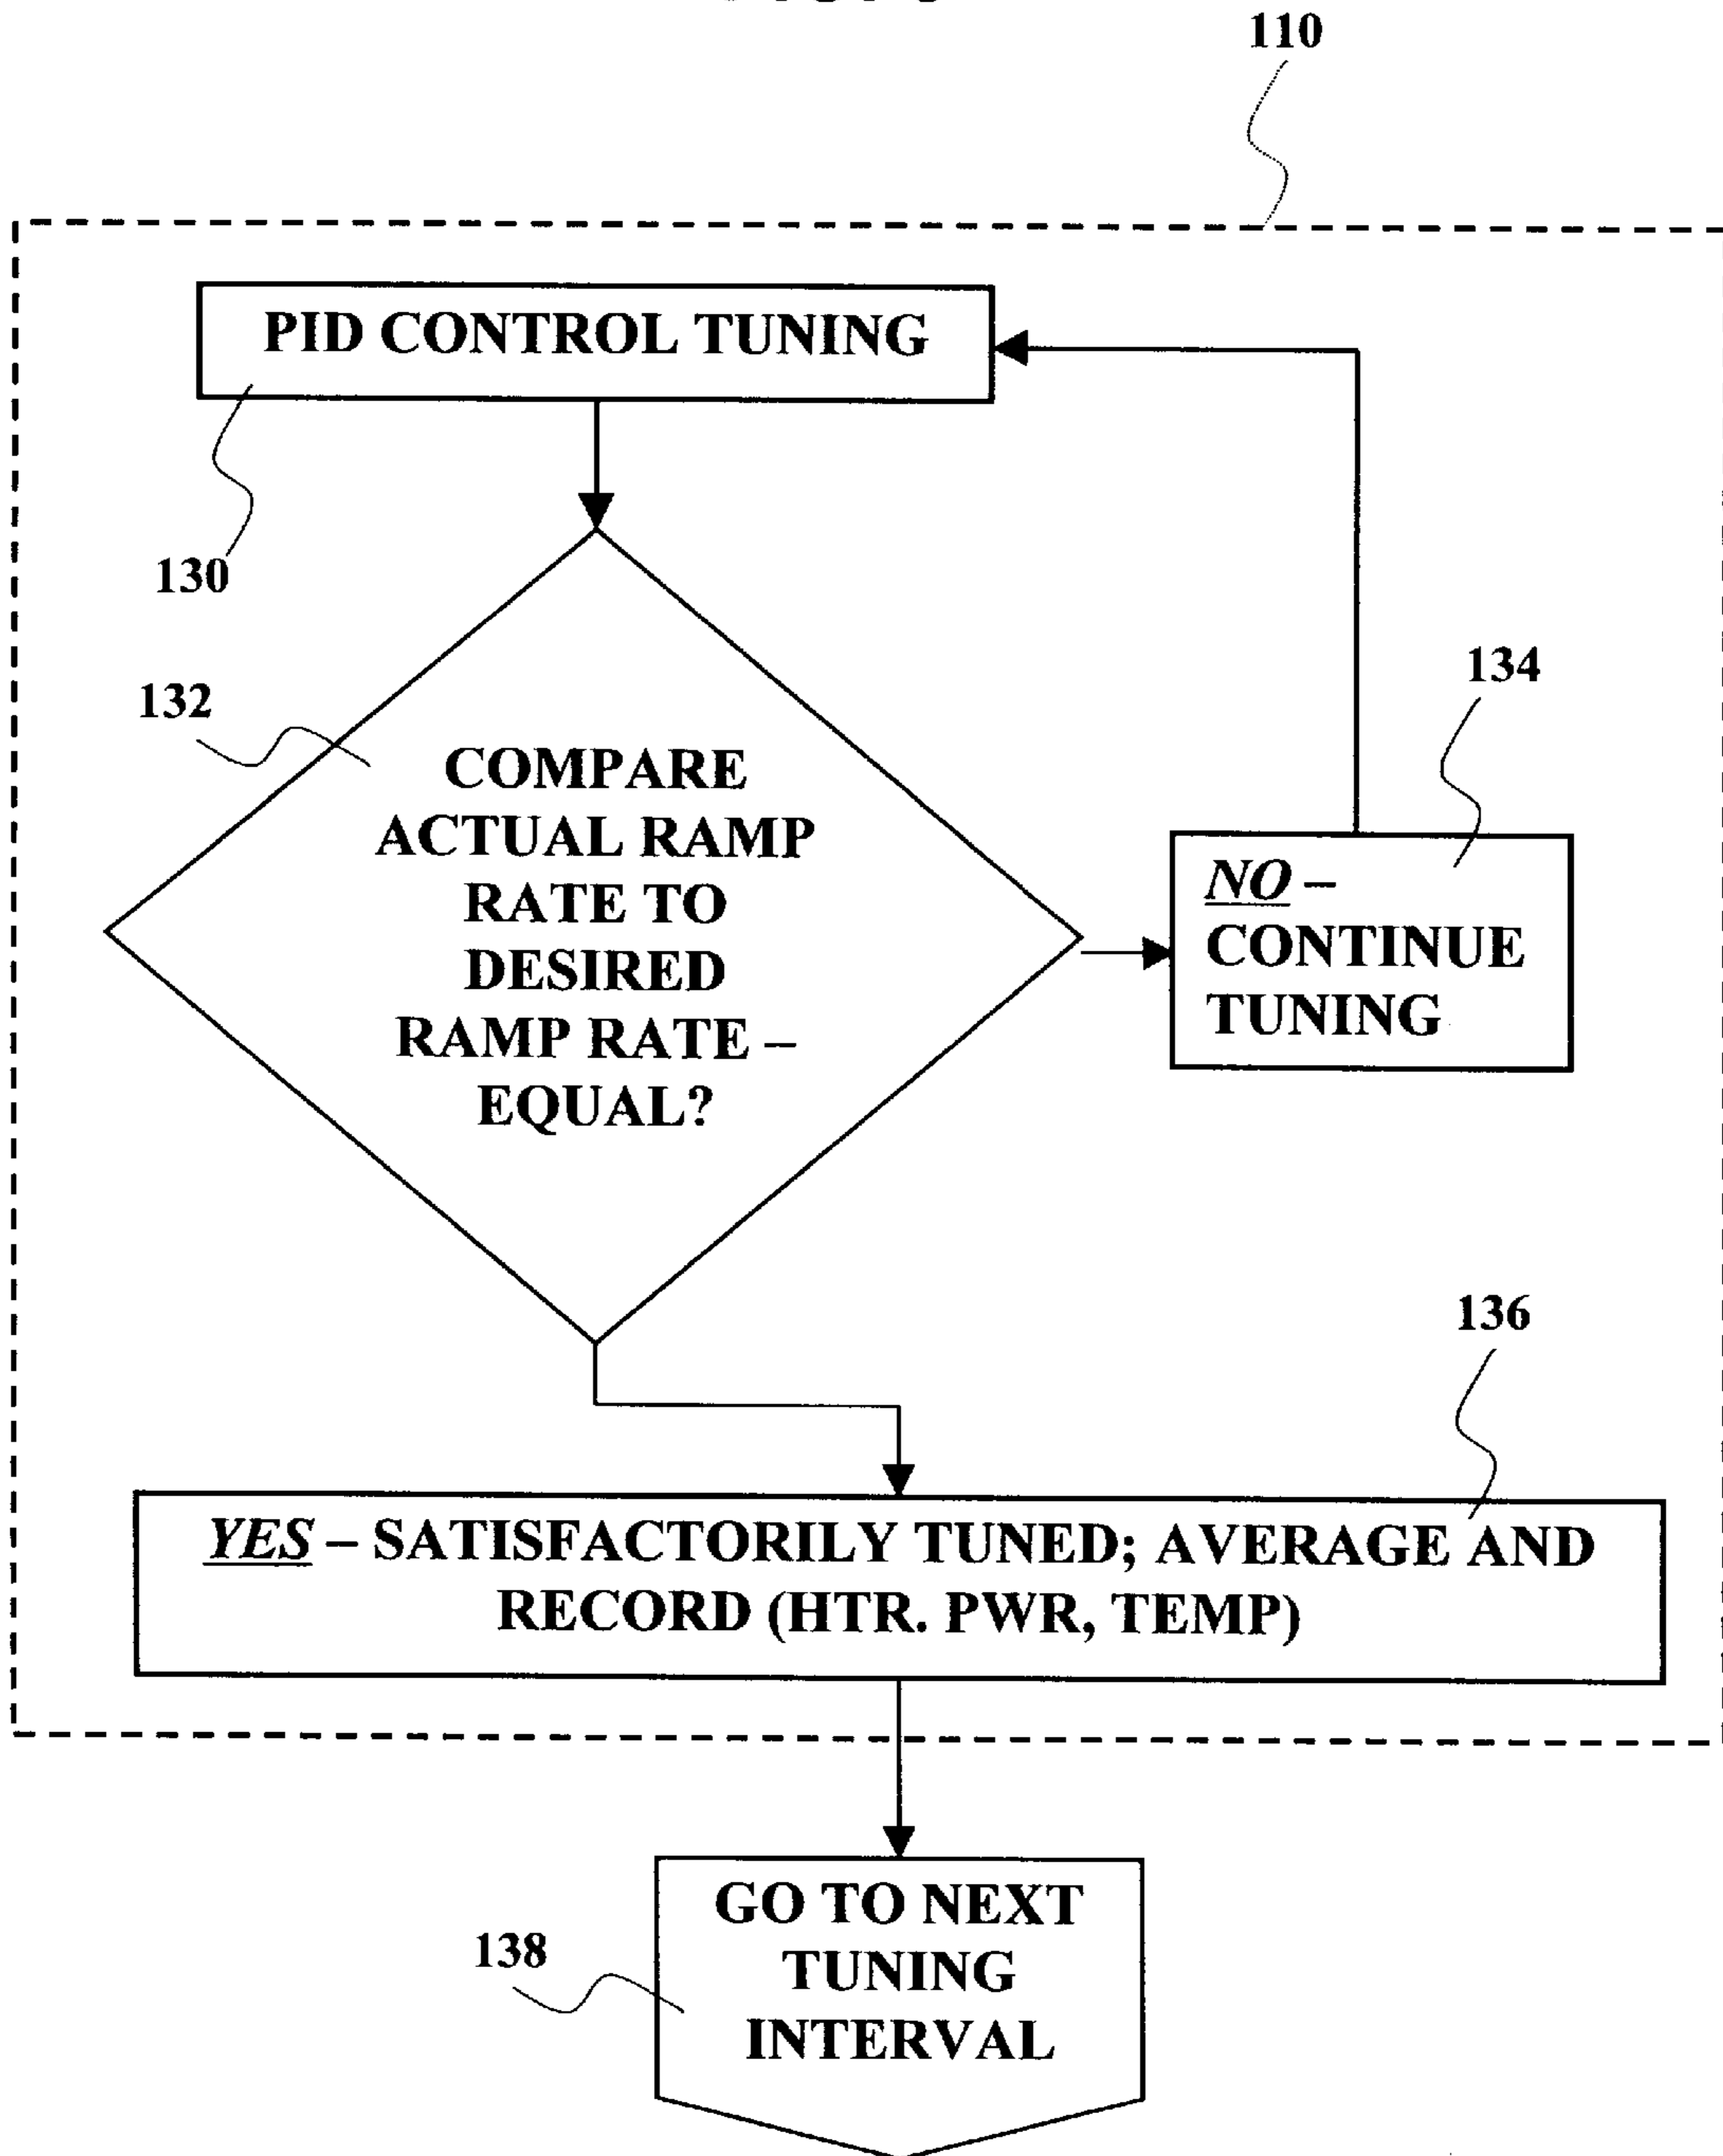 110
PID CONTROL TUNING
130
132
COMPARE
ACTUAL RAMP
RATE TO
DESIRED
RAMP RATE –
EQUAL?
134
NO –
CONTINUE
TUNING
136
YES – SATISFACTORILY TUNED; AVERAGE AND
RECORD (HTR. PWR, TEMP)
138
GO TO NEXT
TUNING
INTERVAL